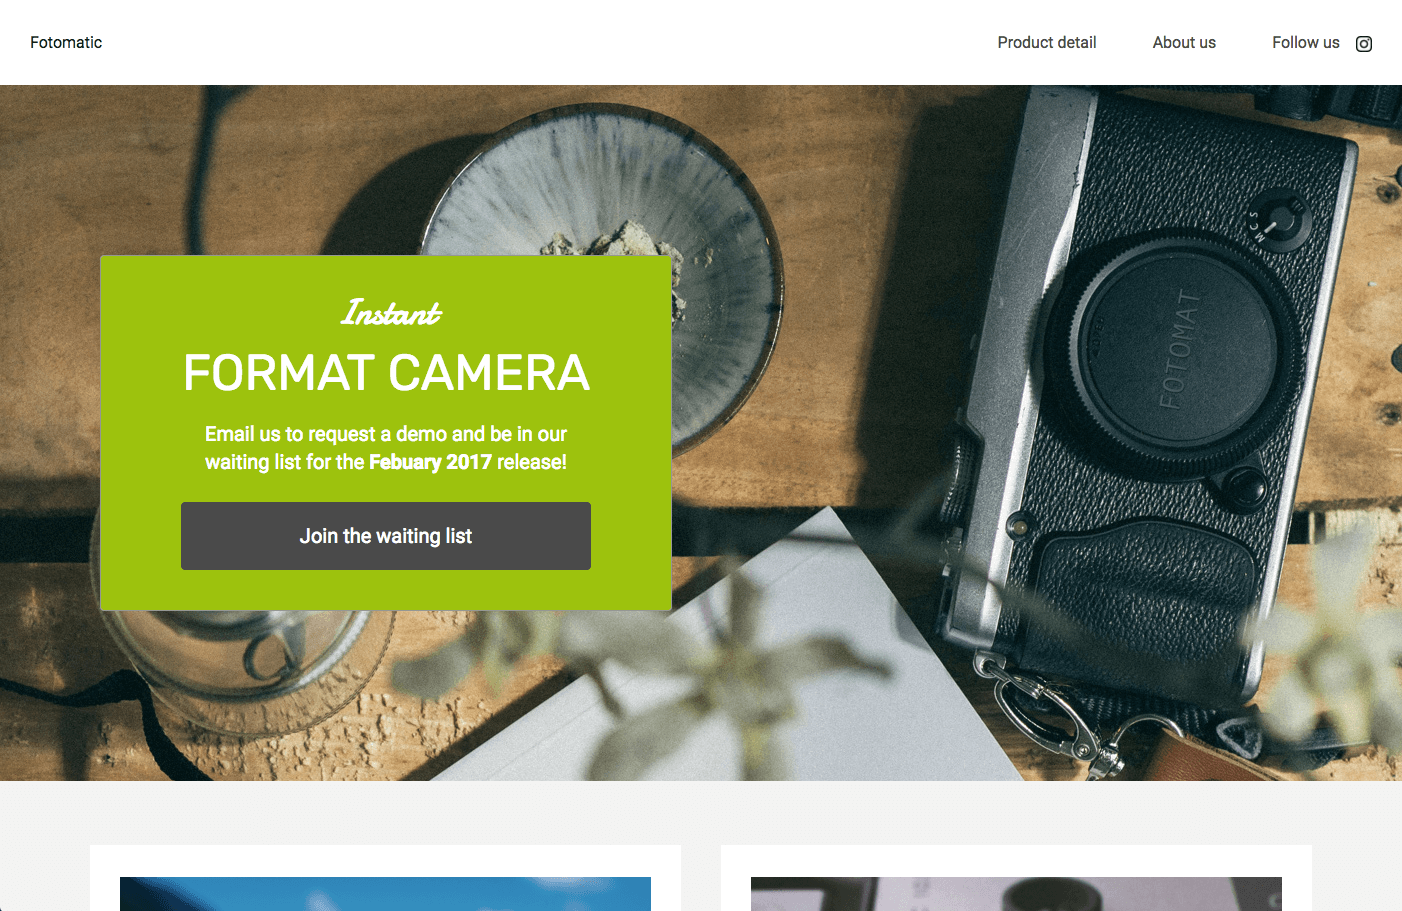 Fotomatic
Product detail
About us
Follow us
Instant
FORMAT CAMERA
Email us to request a demo and be in our
waiting list for the Febuary 2017 release!
Join the waiting list
FOTOMAT
M C S